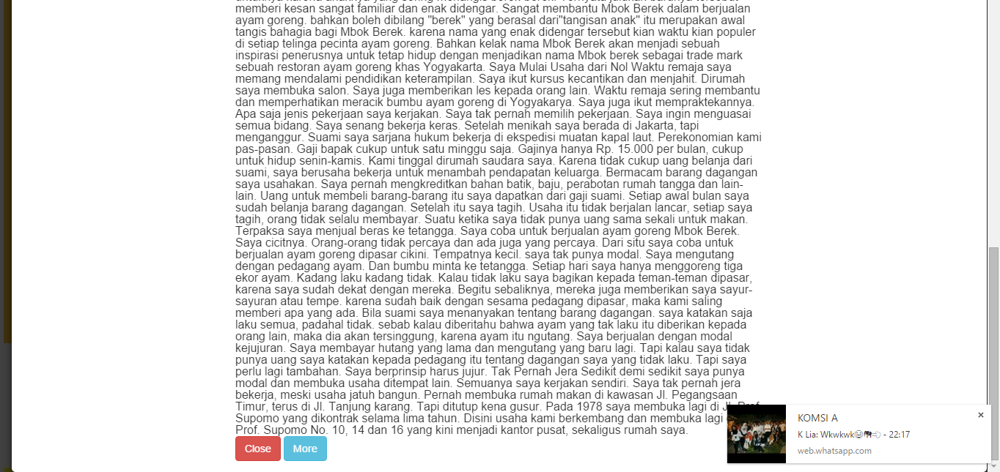 memberi kesan sangat familiar dan enak didengar. Sangat membantu Mbok Berek dalam berjualan
ayam goreng. bahkan boleh dibilang "berek" yang berasal dari"tangisan anak" itu merupakan awal
tangis bahagia bagi Mbok Berek. karena nama yang enak didengar tersebut kian waktu kian populer
di setiap telinga pecinta ayam goreng. Bahkan kelak nama Mbok Berek akan menjadi sebuah
inspirasi penerusnya untuk tetap hidup dengan menjadikan nama Mbok berek sebagai trade mark
sebuah restoran ayam goreng khas Yogyakarta. Saya Mulai Usaha dari Nol Waktu remaja saya
memang mendalami pendidikan keterampilan. Saya ikut kursus kecantikan dan menjahit. Dirumah
saya membuka salon. Saya juga memberikan les kepada orang lain. Waktu remaja sering membantu
dan memperhatikan meracik bumbu ayam goreng di Yogyakarya. Saya juga ikut mempraktekannya.
Apa saja jenis pekerjaan saya kerjakan. Saya tak pernah memilih pekerjaan. Saya ingin menguasai
semua bidang. Saya senang bekerja keras. Setelah menikah saya berada di Jakarta, tapi
menganggur. Suami saya sarjana hukum bekerja di ekspedisi muatan kapal laut. Perekonomian kami
pas-pasan. Gaji bapak cukup untuk satu minggu saja. Gajinya hanya Rp. 15.000 per bulan, cukup
untuk hidup senin-kamis. Kami tinggal dirumah saudara saya. Karena tidak cukup uang belanja dari
suami, saya berusaha bekerja untuk menambah pendapatan keluarga. Bermacam barang dagangan
saya usahakan. Saya pernah mengkreditkan bahan batik, baju, perabotan rumah tangga dan lain-
lain. Uang untuk membeli barang-barang itu saya dapatkan dari gaji suami. Setiap awal bulan saya
sudah belanja barang dagangan. Setelah itu saya tagih. Usaha itu tidak berjalan lancar, setiap saya
tagih, orang tidak selalu membayar. Suatu ketika saya tidak punya uang sama sekali untuk makan.
Terpaksa saya menjual beras ke tetangga. Saya coba untuk berjualan ayam goreng Mbok Berek.
Saya cicitnya. Orang-orang tidak percaya dan ada juga yang percaya. Dari situ saya coba untuk
berjualan ayam goreng dipasar cikini. Tempatnya kecil. saya tak punya modal. Saya mengutang
dengan pedagang ayam. Dan bumbu minta ke tetangga. Setiap hari saya hanya menggoreng tiga
ekor ayam. Kadang laku kadang tidak. Kalau tidak laku saya bagikan kepada teman-teman dipasar,
karena saya sudah dekat dengan mereka. Begitu sebaliknya, mereka juga memberikan saya sayur-
sayuran atau tempe. karena sudah baik dengan sesama pedagang dipasar, maka kami saling
memberi apa yang ada. Bila suami saya menanyakan tentang barang dagangan. saya katakan saja
laku semua, padahal tidak. sebab kalau diberitahu bahwa ayam yang tak laku itu diberikan kepada
orang lain, maka dia akan tersinggung, karena ayam itu ngutang. Saya berjualan dengan modal
kejujuran. Saya membayar hutang yang lama dan mengutang yang baru lagi. Tapi kalau saya tidak
punya uang saya katakan kepada pedagang itu tentang dagangan saya yang tidak laku. Tapi saya
perlu lagi tambahan. Saya berprinsip harus jujur. Tak Pernah Jera Sedikit demi sedikit saya punya
modal dan membuka usaha ditempat lain. Semuanya saya kerjakan sendiri. Saya tak pernah jera
bekerja, meski usaha jatuh bangun. Pernah membuka rumah makan di kawasan Jl. Pegangsaan
Timur, terus di Jl. Tanjung karang. Tapi ditutup kena gusur. Pada 1978 saya membuka lagi di Jl. Prof.
Supomo yang dikontrak selama lima tahun. Disini usaha kami berkembang dan membuka lagi
Prof. Supomo No. 10, 14 dan 16 yang kini menjadi kantor pusat, sekaligus rumah saya.
Close More
KOMSI A
K Lia: Wkwkwk - 22:17
web.whatsapp.com